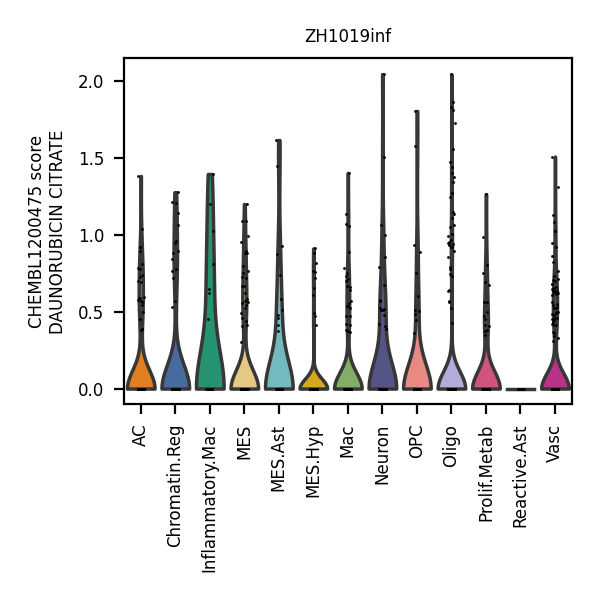 ZH1019inf
CHEMBL1200475 score
DAUNORUBICIN CITRATE
2.0
1.5
1.0
0.5
0.0
AC
Chromatin.Reg
Inflammatory.Mac
MES
MES.Ast
MES.Hyp
Mac
Neuron
OPC
Oligo
Prolif.Metab
Reactive.Ast
Vasc